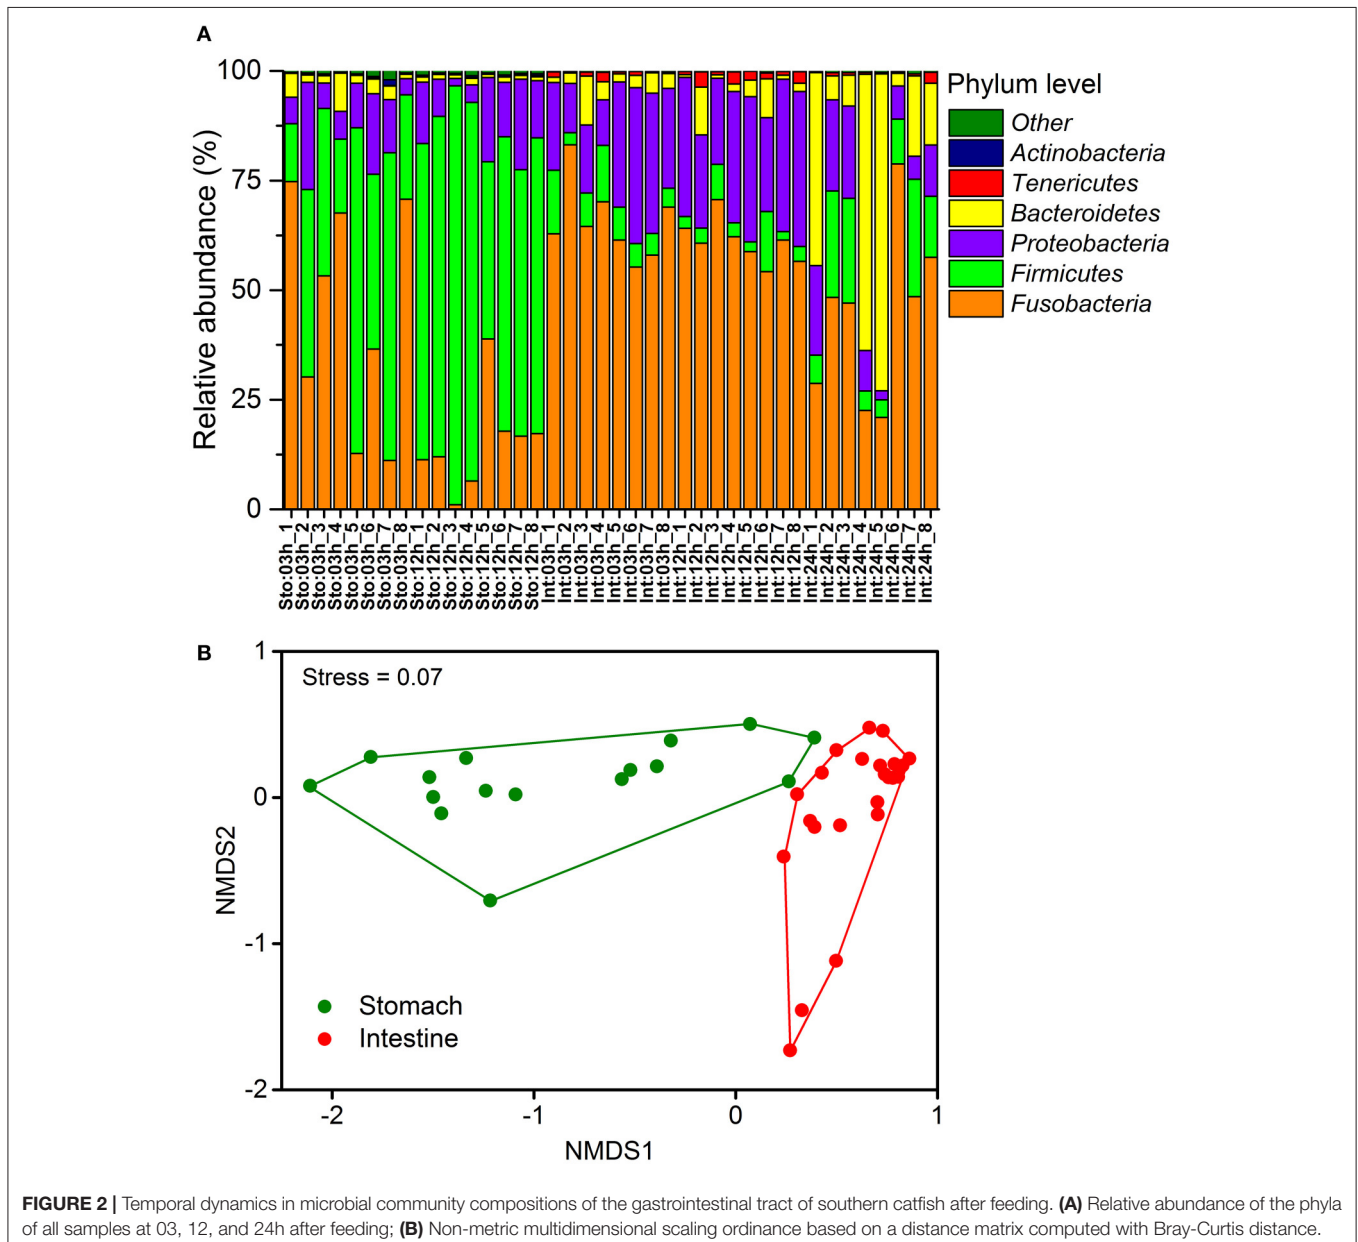 A
100
75
50
25
0
Relative abundance (%)
Phylum level
Other
Actinobacteria
Tenericutes
Bacteroidetes
Proteobacteria
Firmicutes
Fusobacteria
Sto:03h_1
Sto:03h_2
Sto:03h_3
Sto:03h_4
Sto:03h_5
Sto:03h_6
Sto:03h_7
Sto:03h_8
Sto:12h_1
Sto:12h_2
Sto:12h_3
Sto:12h_4
Sto:12h_5
Sto:12h_6
Sto:12h_7
Sto:12h_8
Int:03h_1
Int:03h_2
Int:03h_3
Int:03h_4
Int:03h_5
Int:03h_6
Int:03h_7
Int:03h_8
Int:12h_1
Int:12h_2
Int:12h_3
Int:12h_4
Int:12h_5
Int:12h_6
Int:12h_7
Int:12h_8
Int:24h_1
Int:24h_2
Int:24h_3
Int:24h_4
Int:24h_5
Int:24h_6
Int:24h_7
Int:24h_8
B
1
0
-1
-2
NMDS2
Stress = 0.07
Stomach
Intestine
-2
-1
0
1
NMDS1
FIGURE 2 | Temporal dynamics in microbial community compositions of the gastrointestinal tract of southern catfish after feeding. (A) Relative abundance of the phyla
of all samples at 03, 12, and 24h after feeding; (B) Non-metric multidimensional scaling ordinance based on a distance matrix computed with Bray-Curtis distance.